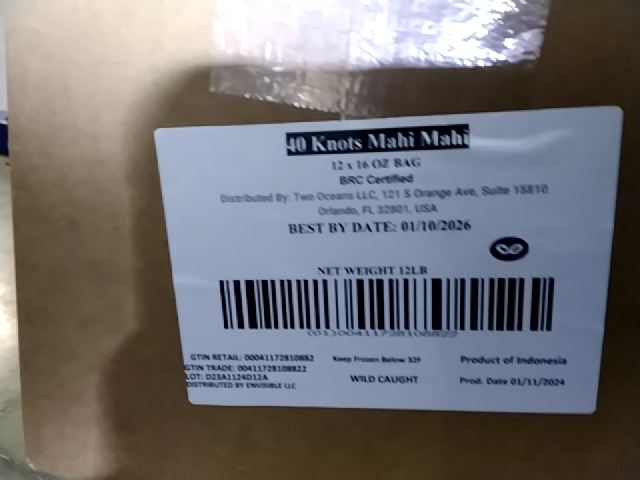 40 Knots Mahi Mahi
12 x 16 OZ BAG
BRC Certified
Distributed By: Two Oceans LLC, 121 S Orange Ave, Suite 15810
Orlando, FL 32801, USA
BEST BY DATE: 01/10/2026
NET WEIGHT 12LB
(01)00411728108822
GTIN RETAIL: 00041172810882
GTIN TRADE: 00411728108822
LOT: D23A1124D12A
DISTRIBUTED BY ENVISIBLE LLC
Keep Frozen Below 32F
WILD CAUGHT
Product of Indonesia
Prod. Date 01/11/2024